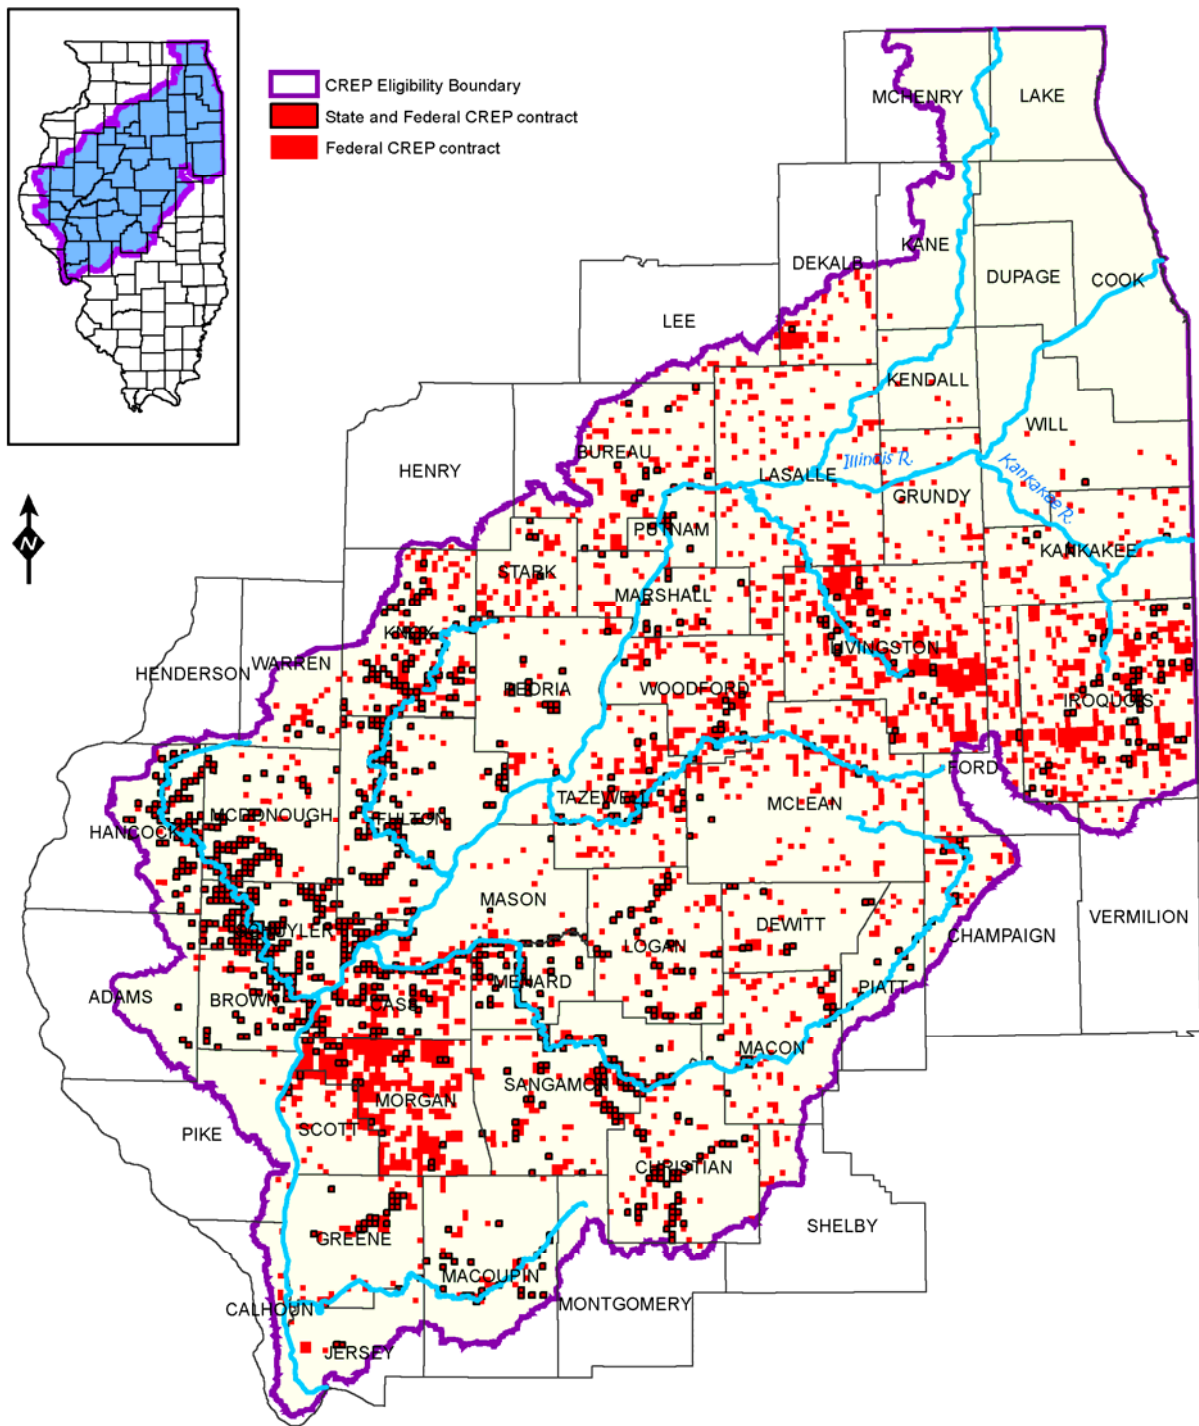 CREP Eligibility Boundary
State and Federal CREP contract
Federal CREP contract
MCHENRY
LAKE
KANE
DEKALB
DUPAGE
COOK
LEE
KENDALL
WILL
BUREAU
HENRY
LASALLE
Illinois R.
Kankakee R.
GRUNDY
PUTNAM
N
KANKAKEE
STARK
MARSHALL
KNOX
LIVINGSTON
WARREN
HENDERSON
PEORIA
WOODFORD
IROQUOIS
FORD
TAZEWELL
MCLEAN
MCDONOUGH
FULTON
HANCOCK
MASON
VERMILION
DEWITT
SCHUYLER
CHAMPAIGN
LOGAN
MENARD
PIATT
ADAMS
BROWN
CASS
MACON
SANGAMON
MORGAN
SCOTT
PIKE
CHRISTIAN
SHELBY
GREENE
MACOUPIN
MONTGOMERY
CALHOUN
JERSEY